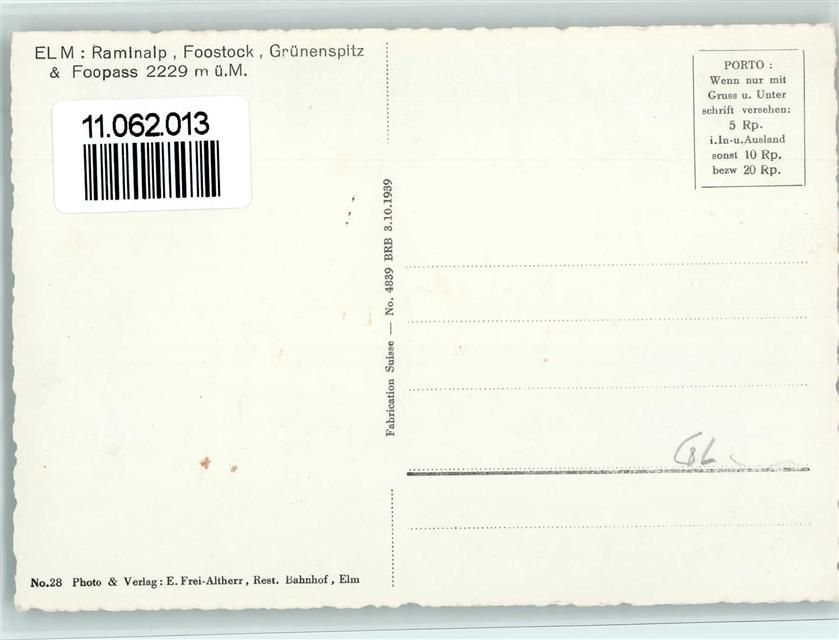 ELM : Raminalp , Foostock , Grünenspitz
& Foopass 2229 m ü.M.
11.062.013
PORTO :
Wenn nur mit
Gruss u. Unter
schrift versehen:
5 Rp.
i.In-u.Ausland
sonst 10 Rp.
bezw 20 Rp.
Fabrication Suisse — No. 4839 BRB 3.10.1939
No.28 Photo & Verlag: E. Frei-Altherr, Rest. Bahnhof, Elm